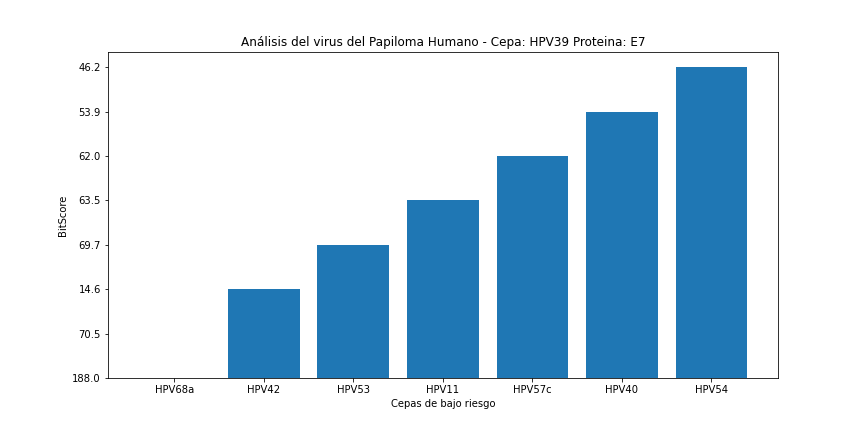 Análisis del virus del Papiloma Humano - Cepa: HPV39 Proteina: E7
BitScore
46.2
53.9
62.0
63.5
69.7
14.6
70.5
188.0
HPV68a HPV42 HPV53 HPV11 HPV57c HPV40 HPV54
Cepas de bajo riesgo